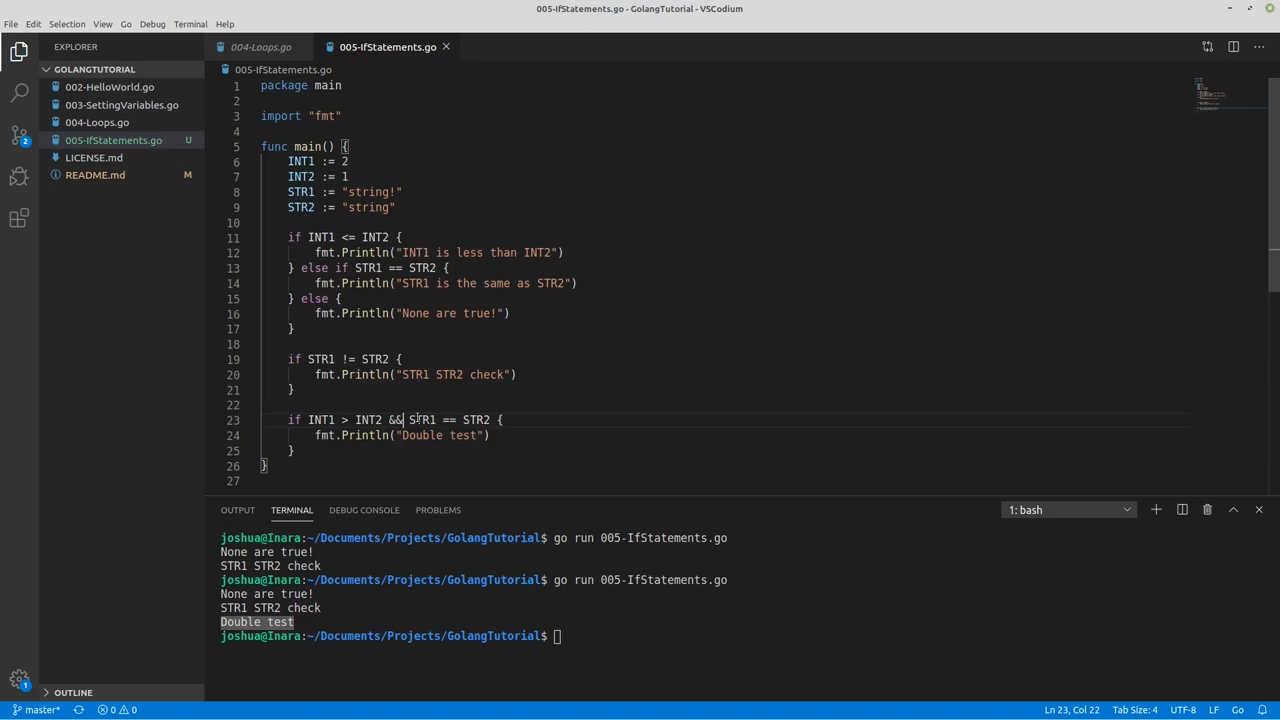 005-IfStatements.go - GolangTutorial - VSCodium
File Edit Selection View Go Debug Terminal Help
EXPLORER
004-Loops.go
005-IfStatements.go
GOLANGTUTORIAL
002-HelloWorld.go
003-SettingVariables.go
004-Loops.go
005-IfStatements.go U
LICENSE.md
README.md M
2
OUTLINE
1
005-IfStatements.go
1 package main
2
3 import "fmt"
4
5 func main() {
6 INT1 := 2
7 INT2 := 1
8 STR1 := "string!"
9 STR2 := "string"
10
11 if INT1 <= INT2 {
12 fmt.Println("INT1 is less than INT2")
13 } else if STR1 == STR2 {
14 fmt.Println("STR1 is the same as STR2")
15 } else {
16 fmt.Println("None are true!")
17 }
18
19 if STR1 != STR2 {
20 fmt.Println("STR1 STR2 check")
21 }
22
23 if INT1 > INT2 && STR1 == STR2 {
24 fmt.Println("Double test")
25 }
26 }
27
OUTPUT TERMINAL DEBUG CONSOLE PROBLEMS
1: bash
joshua@Inara:~/Documents/Projects/GolangTutorial$ go run 005-IfStatements.go
None are true!
STR1 STR2 check
joshua@Inara:~/Documents/Projects/GolangTutorial$ go run 005-IfStatements.go
None are true!
STR1 STR2 check
Double test
joshua@Inara:~/Documents/Projects/GolangTutorial$
master* 0 0
Ln 23, Col 22 Tab Size: 4 UTF-8 LF Go